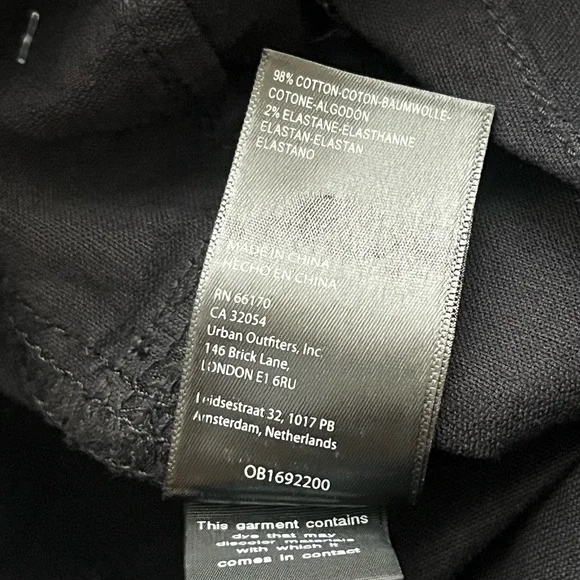 98% COTTON-COTON-BAUMWOLLE-
COTONE-ALGODÓN
2% ELASTANE-ELASTHANNE
ELASTAN-ELASTAN
ELASTANO
MADE IN CHINA
HECHO EN CHINA
RN 66170
CA 32054
Urban Outfiters, Inc.
146 Brick Lane,
LONDON E1 6RU
Leidsestraat 32, 1017 PB
Amsterdam, Netherlands
OB1692200
This garment contains
dye that may
discolor materials
with which it
comes in contact